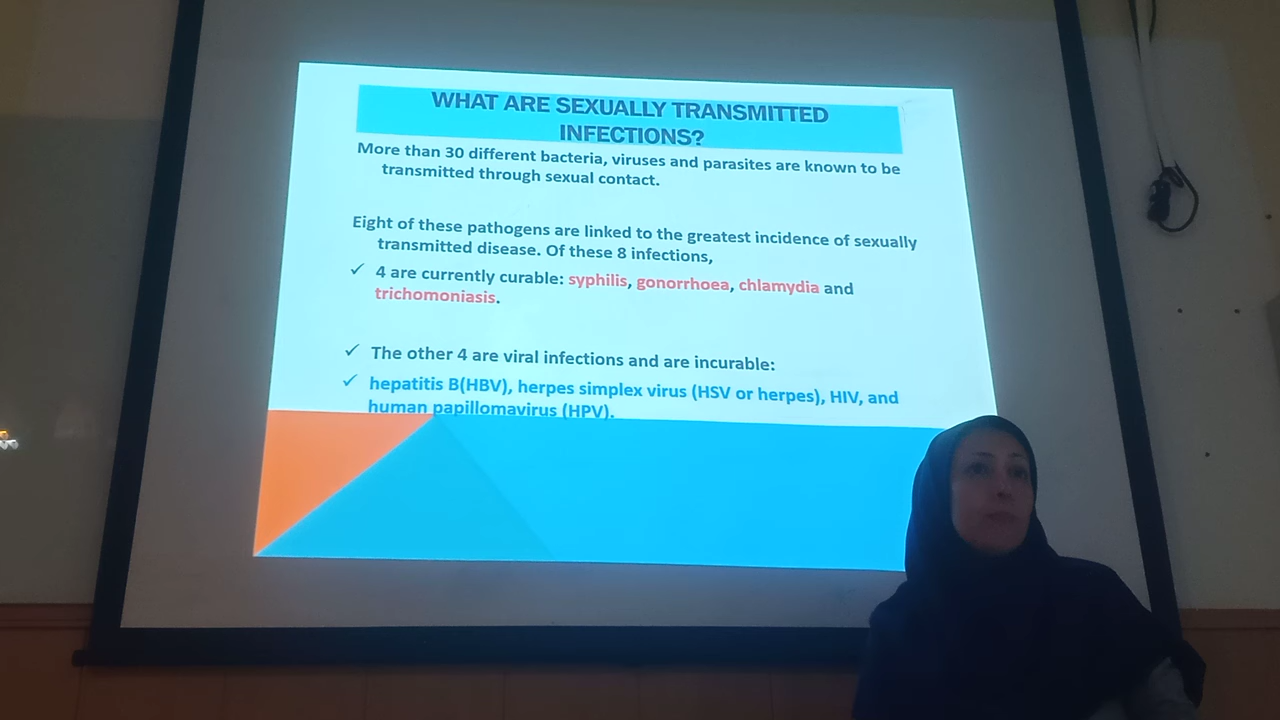 WHAT ARE SEXUALLY TRANSMITTED
INFECTIONS?
More than 30 different bacteria, viruses and parasites are known to be
transmitted through sexual contact.
Eight of these pathogens are linked to the greatest incidence of sexually
transmitted disease. Of these 8 infections,
✓ 4 are currently curable: syphilis, gonorrhoea, chlamydia and
trichomoniasis.
✓ The other 4 are viral infections and are incurable:
✓ hepatitis B(HBV), herpes simplex virus (HSV or herpes), HIV, and
human papillomavirus (HPV).